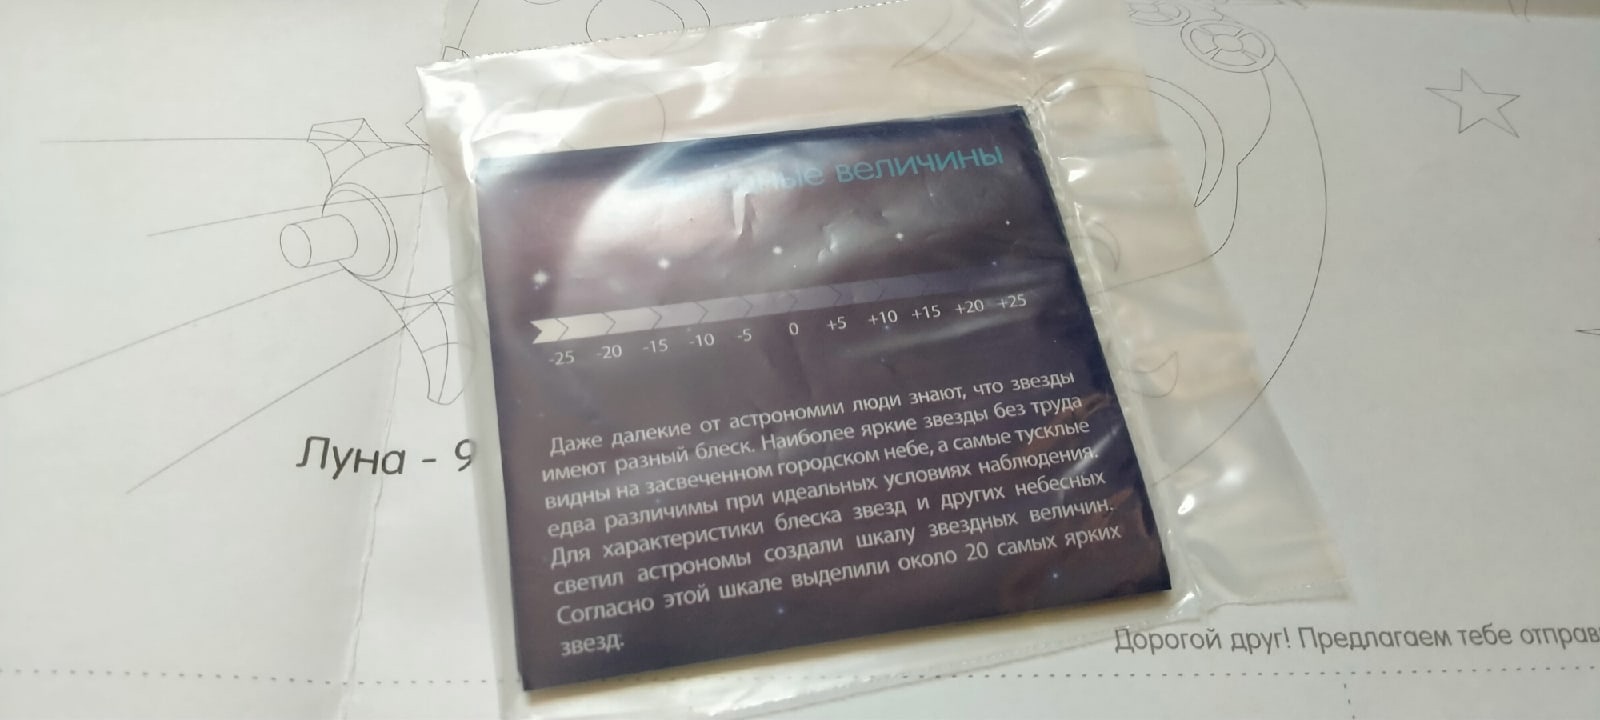 величины
-25 -20 -15 -10 -5 0 +5 +10 +15 +20 +25
Даже далекие от астрономии люди знают, что звезды
имеют разный блеск. Наиболее яркие звезды без труда
видны на засвеченном городском небе, а самые тусклые
едва различимы при идеальных условиях наблюдения.
Для характеристики блеска звезд и других небесных
светил астрономы создали шкалу звездных величин.
Согласно этой шкале выделили около 20 самых ярких
звезд:
Луна - 9
Дорогой друг! Предлагаем тебе